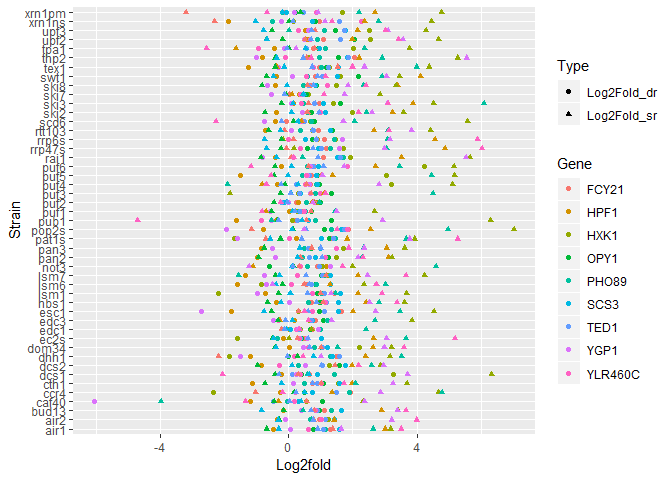 xrn1pm
xrn1ns
upf3
upf2
tpa1
thp2
tex1
swt1
ski8
ski7
ski3
ski2
scd6
rtt103
rrp6s
rrp47s
rai1
puf6
puf5
puf4
puf3
puf2
puf1
pub1
pop2s
pat1s
pan3
pan2
not3
lsm7
lsm6
lsm1
hbs1
esc1
edc3
edc1
ec2s
dom34
dhh1
dcs2
dcs1
cth1
ccr4
caf40
bud13
air2
air1
Strain
-4
0
4
Log2fold
Type
Log2Fold_dr
Log2Fold_sr
Gene
FCY21
HPF1
HXK1
OPY1
PHO89
SCS3
TED1
YGP1
YLR460C